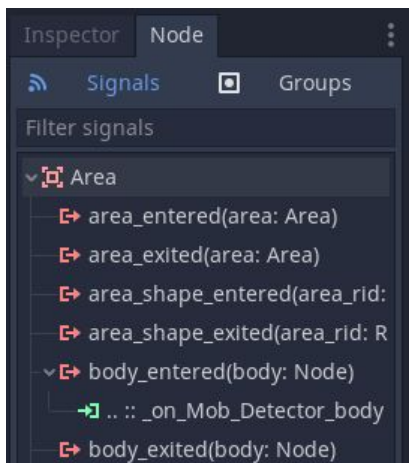 Inspector Node
Signals Groups
Filter signals
Area
area_entered(area: Area)
area_exited(area: Area)
area_shape_entered(area_rid:
area_shape_exited(area_rid: R
body_entered(body: Node)
.. :: _on_Mob_Detector_body
body_exited(body: Node)